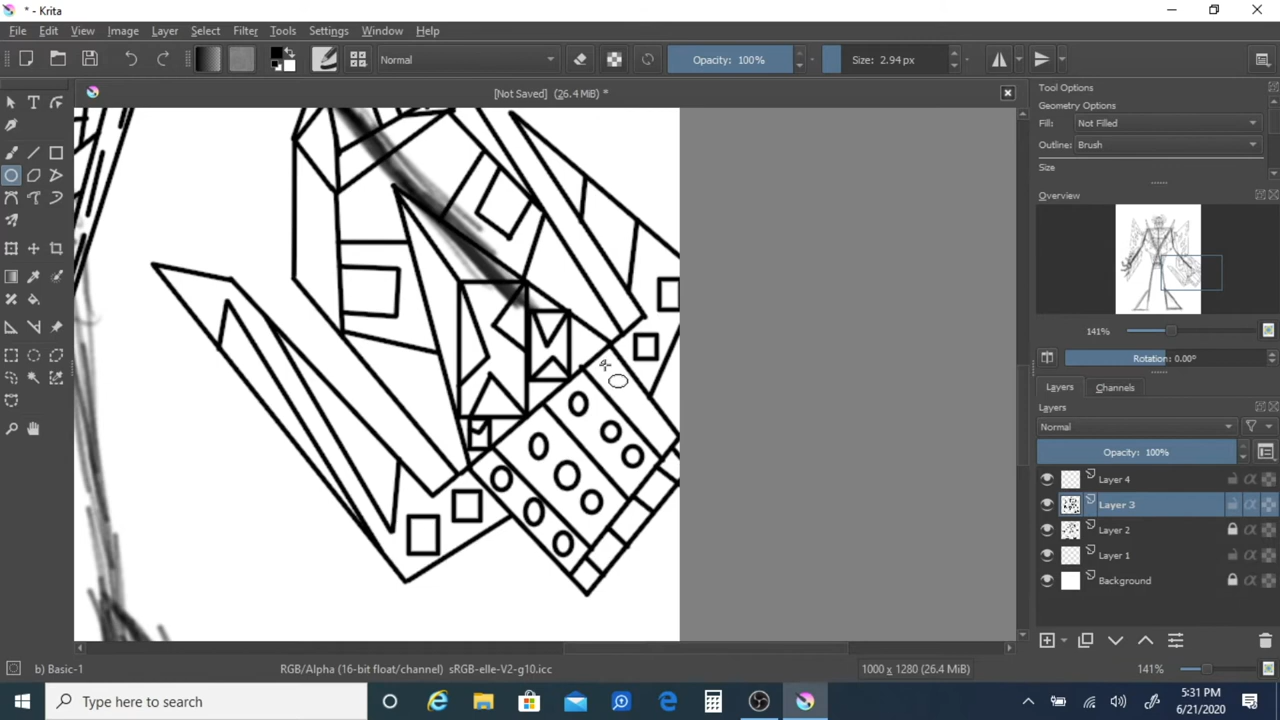 * - Krita
File Edit View Image Layer Select Filter Tools Settings Window Help
Normal Opacity: 100% Size: 2.94 px
[Not Saved] (26.4 MiB) *
Tool Options
Geometry Options
Fill: Not Filled
Outline: Brush
Size
Overview
141%
Rotation: 0.00°
Layers Channels
Layers
Normal
Opacity: 100%
Layer 4
Layer 3
Layer 2
Layer 1
Background
b) Basic-1 RGB/Alpha (16-bit float/channel) sRGB-elle-V2-g10.icc 1000 x 1280 (26.4 MiB) 141%
Type here to search
5:31 PM
6/21/2020